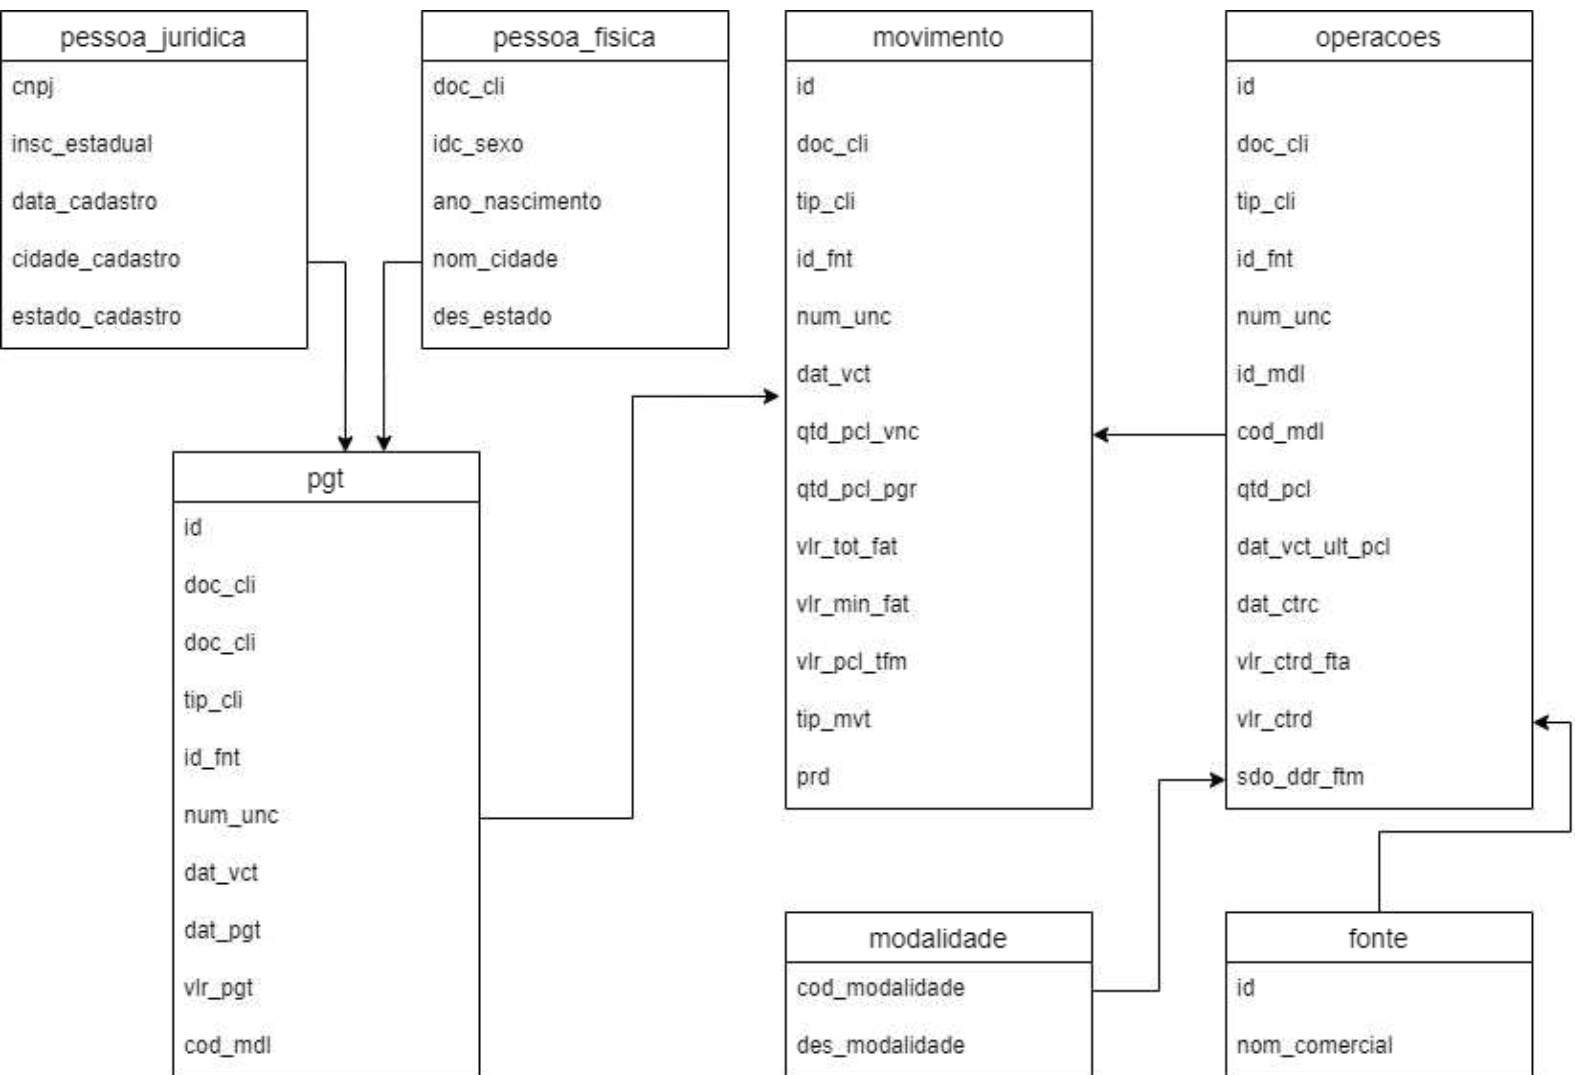 pessoa_juridica
cnpj
insc_estadual
data_cadastro
cidade_cadastro
estado_cadastro
pessoa_fisica
doc_cli
idc_sexo
ano_nascimento
nom_cidade
des_estado
movimento
id
doc_cli
tip_cli
id_fnt
num_unc
dat_vct
qtd_pcl_vnc
qtd_pcl_pgr
vlr_tot_fat
vlr_min_fat
vlr_pcl_tfm
tip_mvt
prd
operacoes
id
doc_cli
tip_cli
id_fnt
num_unc
id_mdl
cod_mdl
qtd_pcl
dat_vct_ult_pcl
dat_ctrc
vlr_ctrd_fta
vlr_ctrd
sdo_ddr_ftm
pgt
id
doc_cli
doc_cli
tip_cli
id_fnt
num_unc
dat_vct
dat_pgt
vlr_pgt
cod_mdl
modalidade
cod_modalidade
des_modalidade
fonte
id
nom_comercial